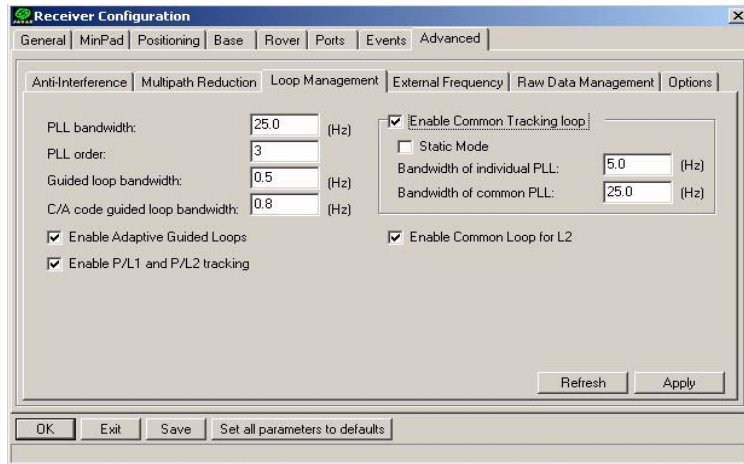 Receiver Configuration
General MinPad Positioning Base Rover Ports Events Advanced
Anti-Interference Multipath Reduction Loop Management External Frequency Raw Data Management Options
PLL bandwidth: 25.0 (Hz)
PLL order: 3
Guided loop bandwidth: 0.5 (Hz)
C/A code guided loop bandwidth: 0.8 (Hz)
Enable Adaptive Guided Loops
Enable P/L1 and P/L2 tracking
Enable Common Tracking loop
Static Mode
Bandwidth of individual PLL: 5.0 (Hz)
Bandwidth of common PLL: 25.0 (Hz)
Enable Common Loop for L2
Refresh Apply
OK Exit Save Set all parameters to defaults